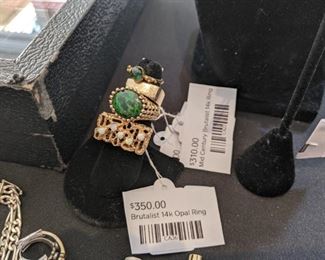 $350.00
Brutalist 14k Opal Ring
$310.00
Mid Century Brutalist 14k Ring